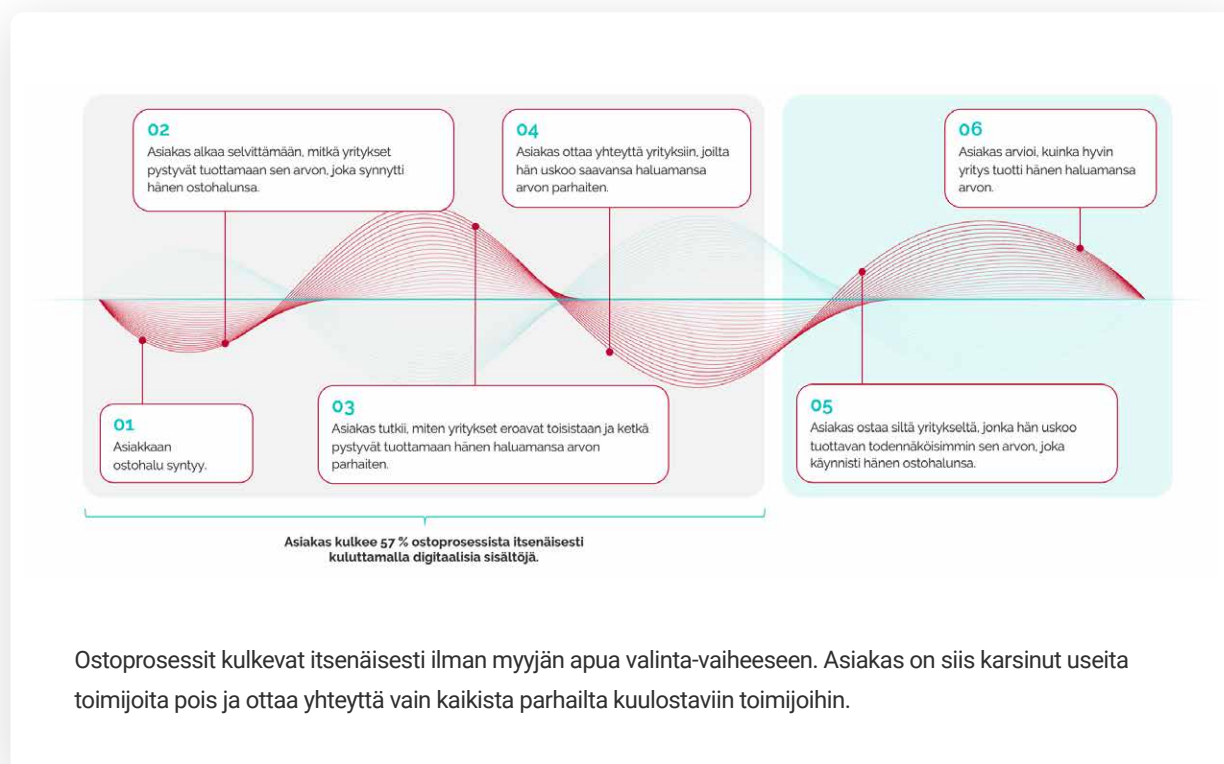 02
Asiakas alkaa selvittämään, mitkä yritykset
pystyvät tuottamaan sen arvon, joka synnytti
hänen ostohalunsa.
04
Asiakas ottaa yhteyttä yrityksiin, joilta
hän uskoo saavansa haluamansa
arvon parhaiten.
06
Asiakas arvioi, kuinka hyvin
yritys tuotti hänen haluamansa
arvon.
01
Asiakkaan
ostohalu syntyy.
03
Asiakas tutkii, miten yritykset eroavat toisistaan ja ketkä
pystyvät tuottamaan hänen haluamansa arvon
parhaiten.
05
Asiakas ostaa siltä yritykseltä, jonka hän uskoo
tuottavan todennäköisimmin sen arvon, joka
käynnisti hänen ostohalunsa.
Asiakas kulkee 57 % ostoprosessista itsenäisesti
kuluttamalla digitaalisia sisältöjä.
Ostoprosessit kulkevat itsenäisesti ilman myyjän apua valinta-vaiheeseen. Asiakas on siis karsinut useita
toimijoita pois ja ottaa yhteyttä vain kaikista parhailta kuulostaviin toimijoihin.